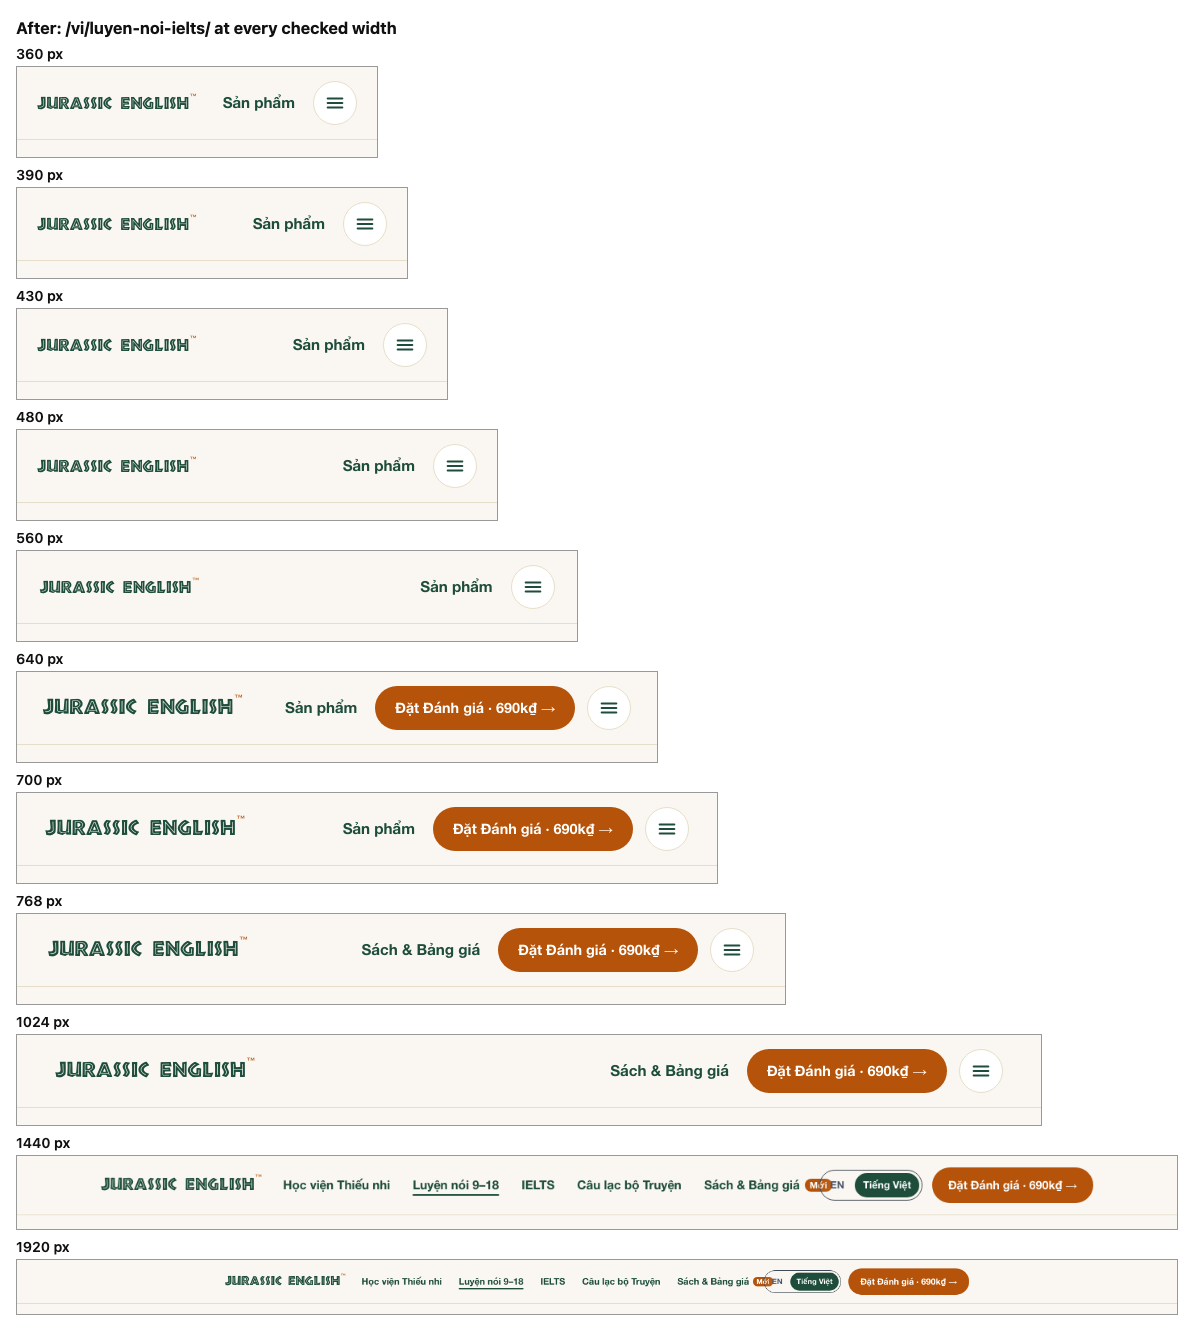 After: /vi/luyen-noi-ielts/ at every checked width
360 px
JURASSIC ENGLISH™ Sản phẩm
390 px
JURASSIC ENGLISH™ Sản phẩm
430 px
JURASSIC ENGLISH™ Sản phẩm
480 px
JURASSIC ENGLISH™ Sản phẩm
560 px
JURASSIC ENGLISH™ Sản phẩm
640 px
JURASSIC ENGLISH™ Sản phẩm Đặt Đánh giá · 690k₫ →
700 px
JURASSIC ENGLISH™ Sản phẩm Đặt Đánh giá · 690k₫ →
768 px
JURASSIC ENGLISH™ Sách & Bảng giá Đặt Đánh giá · 690k₫ →
1024 px
JURASSIC ENGLISH™ Sách & Bảng giá Đặt Đánh giá · 690k₫ →
1440 px
JURASSIC ENGLISH™ Học viện Thiếu nhi Luyện nói 9–18 IELTS Câu lạc bộ Truyện Sách & Bảng giá Mới EN Tiếng Việt Đặt Đánh giá · 690k₫ →
1920 px
JURASSIC ENGLISH™ Học viện Thiếu nhi Luyện nói 9–18 IELTS Câu lạc bộ Truyện Sách & Bảng giá Mới EN Tiếng Việt Đặt Đánh giá · 690k₫ →